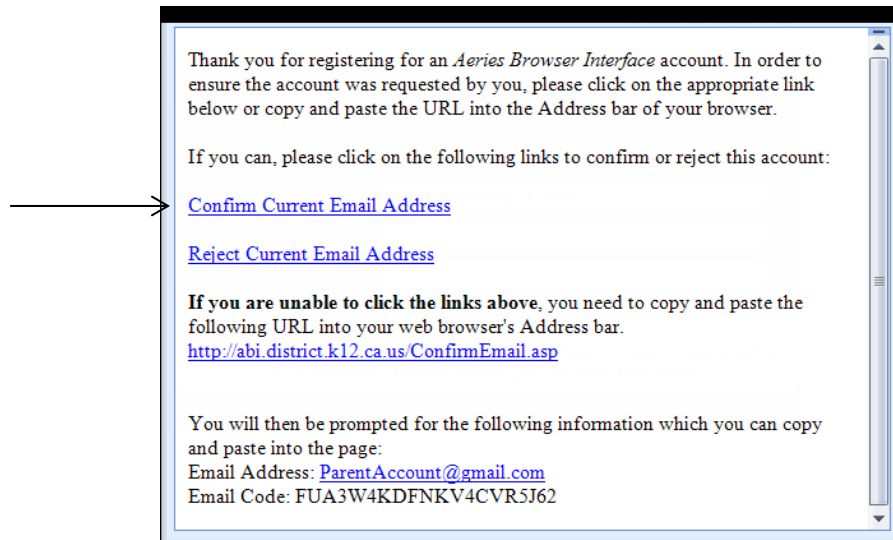 Thank you for registering for an Aeries Browser Interface account. In order to
ensure the account was requested by you, please click on the appropriate link
below or copy and paste the URL into the Address bar of your browser.
If you can, please click on the following links to confirm or reject this account:
Confirm Current Email Address
Reject Current Email Address
If you are unable to click the links above, you need to copy and paste the
following URL into your web browser's Address bar.
http://abi.district.k12.ca.us/ConfirmEmail.asp
You will then be prompted for the following information which you can copy
and paste into the page:
Email Address: ParentAccount@gmail.com
Email Code: FUA3W4KDFNKV4CVR5J62